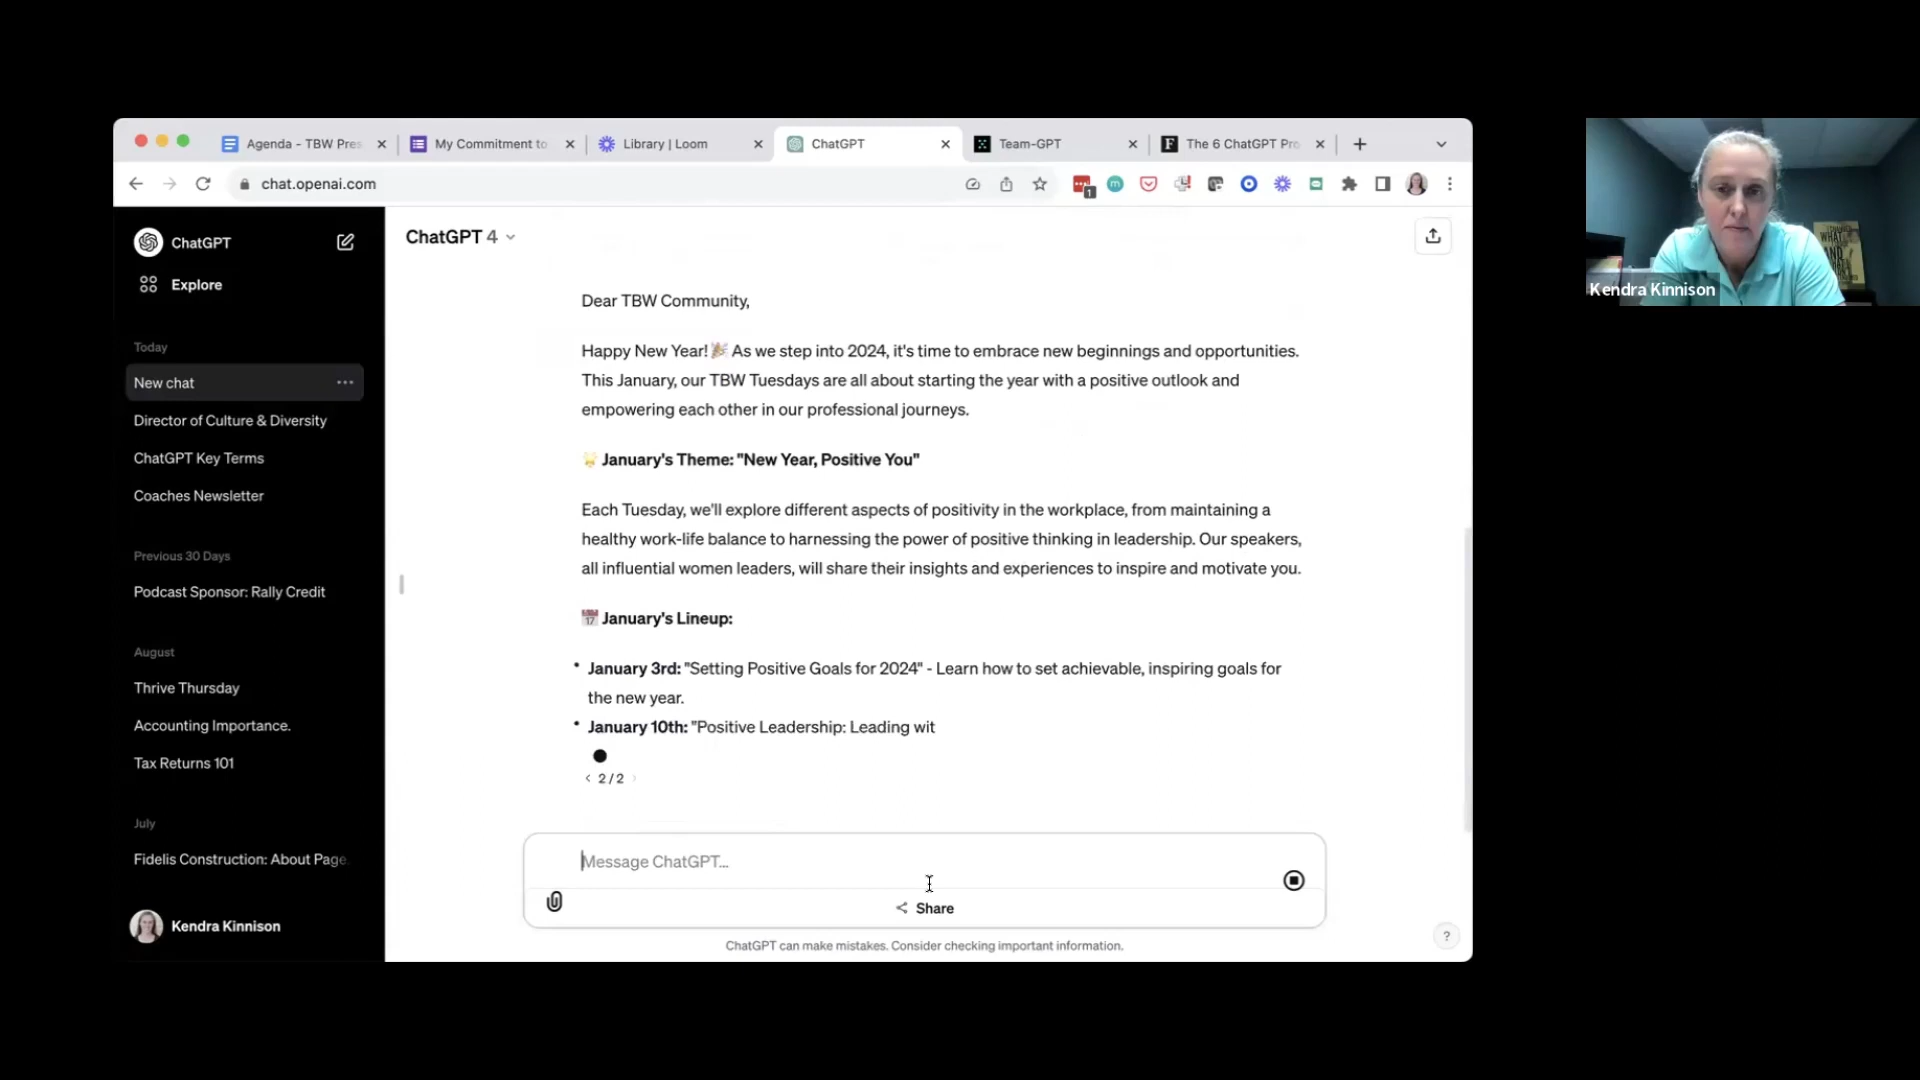 Agenda - TBW Pres
My Commitment to
Library | Loom
ChatGPT
Team-GPT
The 6 ChatGPT Pro
chat.openai.com
1
ChatGPT
Explore
Today
New chat
Director of Culture & Diversity
ChatGPT Key Terms
Coaches Newsletter
Previous 30 Days
Podcast Sponsor: Rally Credit
August
Thrive Thursday
Accounting Importance.
Tax Returns 101
July
Fidelis Construction: About Page
Kendra Kinnison
ChatGPT 4
Dear TBW Community,
Happy New Year! 🎉 As we step into 2024, it's time to embrace new beginnings and opportunities.
This January, our TBW Tuesdays are all about starting the year with a positive outlook and
empowering each other in our professional journeys.
🌟 January's Theme: "New Year, Positive You"
Each Tuesday, we'll explore different aspects of positivity in the workplace, from maintaining a
healthy work-life balance to harnessing the power of positive thinking in leadership. Our speakers,
all influential women leaders, will share their insights and experiences to inspire and motivate you.
📅 January's Lineup:
• January 3rd: "Setting Positive Goals for 2024" - Learn how to set achievable, inspiring goals for
the new year.
• January 10th: "Positive Leadership: Leading wit
< 2 / 2 >
Message ChatGPT...
Share
ChatGPT can make mistakes. Consider checking important information.
?
WHAT
AND
Kendra Kinnison